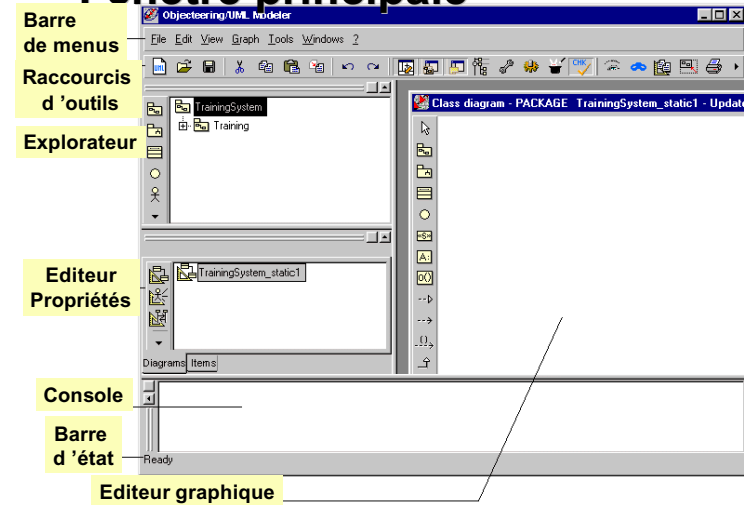 Fenêtre principale
Objecteering/UML Modeler
Barre
de menus
File Edit View Graph Tools Windows ?
Raccourcis
d ’outils
Explorateur
TrainingSystem
Training
Class diagram - PACKAGE TrainingSystem_static1 - Update
Editeur
Propriétés
TrainingSystem_static1
Diagrams Items
Console
Barre
d ’état
Ready
Editeur graphique